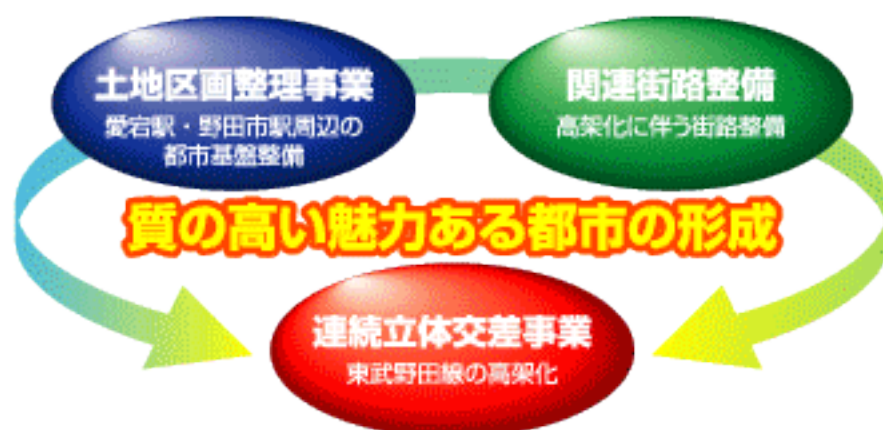 土地区画整理事業
愛宕駅・野田市駅周辺の
都市基盤整備
関連街路整備
高架化に伴う街路整備
質の高い魅力ある都市の形成
連続立体交差事業
東武野田線の高架化